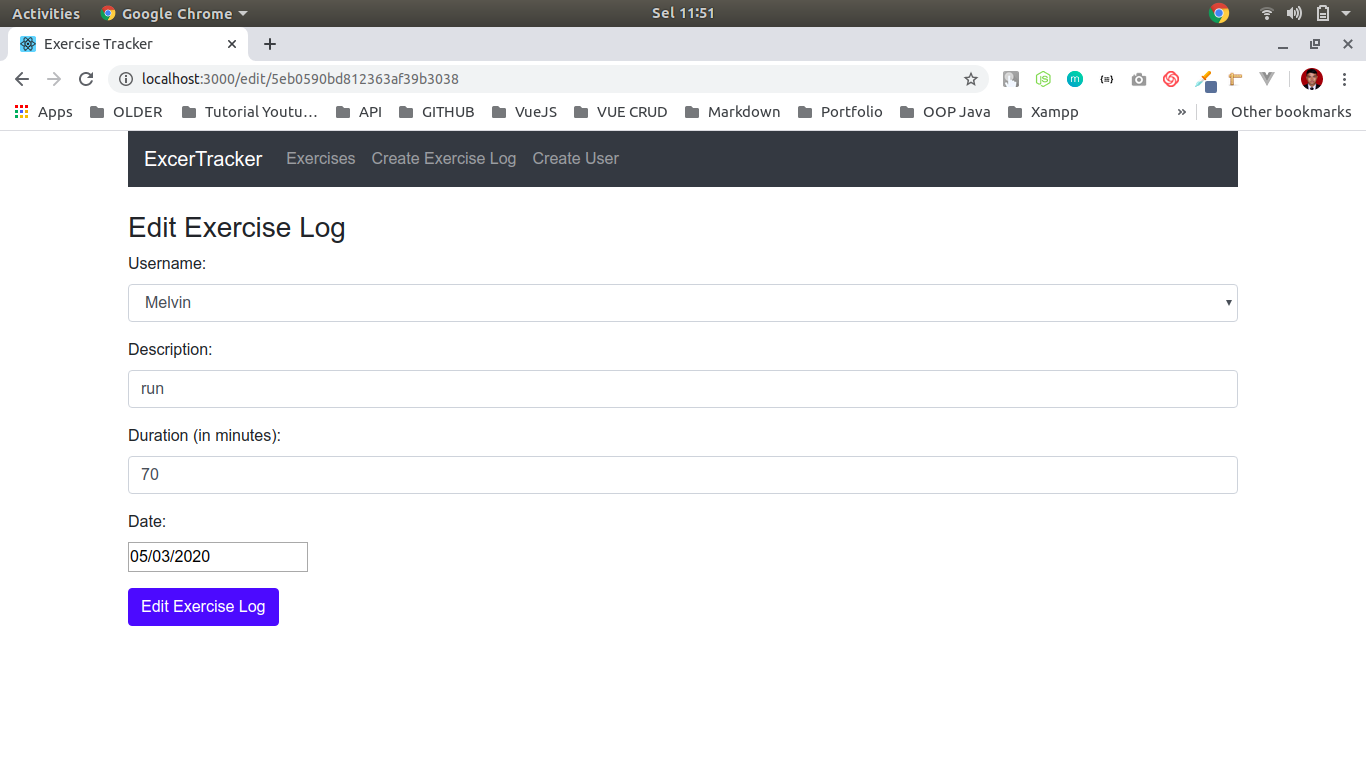 Activities Google Chrome Sel 11:51
Exercise Tracker
localhost:3000/edit/5eb0590bd812363af39b3038
Apps OLDER Tutorial Youtu… API GITHUB VueJS VUE CRUD Markdown Portfolio OOP Java Xampp » Other bookmarks
ExcerTracker Exercises Create Exercise Log Create User
Edit Exercise Log
Username:
Melvin
Description:
run
Duration (in minutes):
70
Date:
05/03/2020
Edit Exercise Log